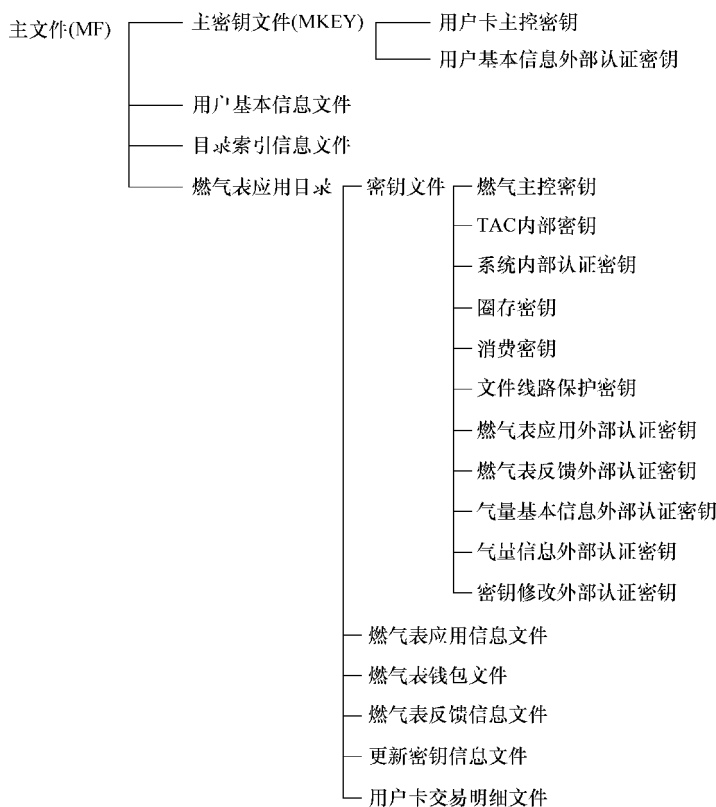 主文件(MF)
主密钥文件(MKEY)
用户卡主控密钥
用户基本信息外部认证密钥
用户基本信息文件
目录索引信息文件
燃气表应用目录
密钥文件
燃气主控密钥
TAC内部密钥
系统内部认证密钥
圈存密钥
消费密钥
文件线路保护密钥
燃气表应用外部认证密钥
燃气表反馈外部认证密钥
气量基本信息外部认证密钥
气量信息外部认证密钥
密钥修改外部认证密钥
燃气表应用信息文件
燃气表钱包文件
燃气表反馈信息文件
更新密钥信息文件
用户卡交易明细文件